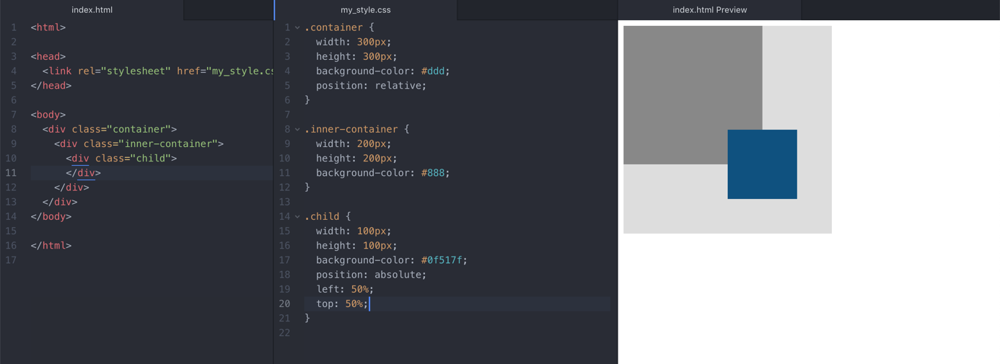 index.html
1 <html>
2
3 <head>
4 <link rel="stylesheet" href="my_style.cs
5 </head>
6
7 <body>
8 <div class="container">
9 <div class="inner-container">
10 <div class="child">
11 </div>
12 </div>
13 </div>
14 </body>
15
16 </html>
17
my_style.css
1 .container {
2 width: 300px;
3 height: 300px;
4 background-color: #ddd;
5 position: relative;
6 }
7
8 .inner-container {
9 width: 200px;
10 height: 200px;
11 background-color: #888;
12 }
13
14 .child {
15 width: 100px;
16 height: 100px;
17 background-color: #0f517f;
18 position: absolute;
19 left: 50%;
20 top: 50%;
21 }
22
index.html Preview